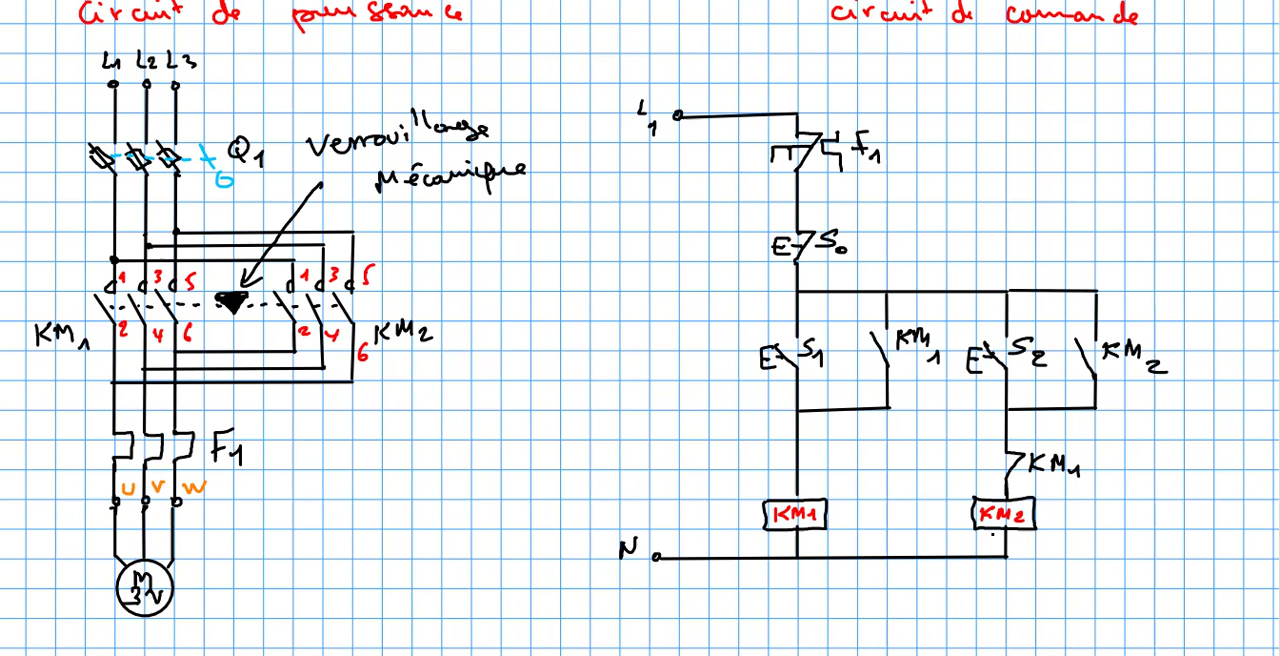 Circuit de puissance
circuit de comande
L1 L2 L3
Q1
Verrouillage
Mécanique
1 3 5
1 3 5
KM1
2 4 6
2 4 6
KM2
F1
U V W
M
3~
L1
F1
E S0
E S1
KM1
E S2
KM2
KM1
KM1
KM2
N